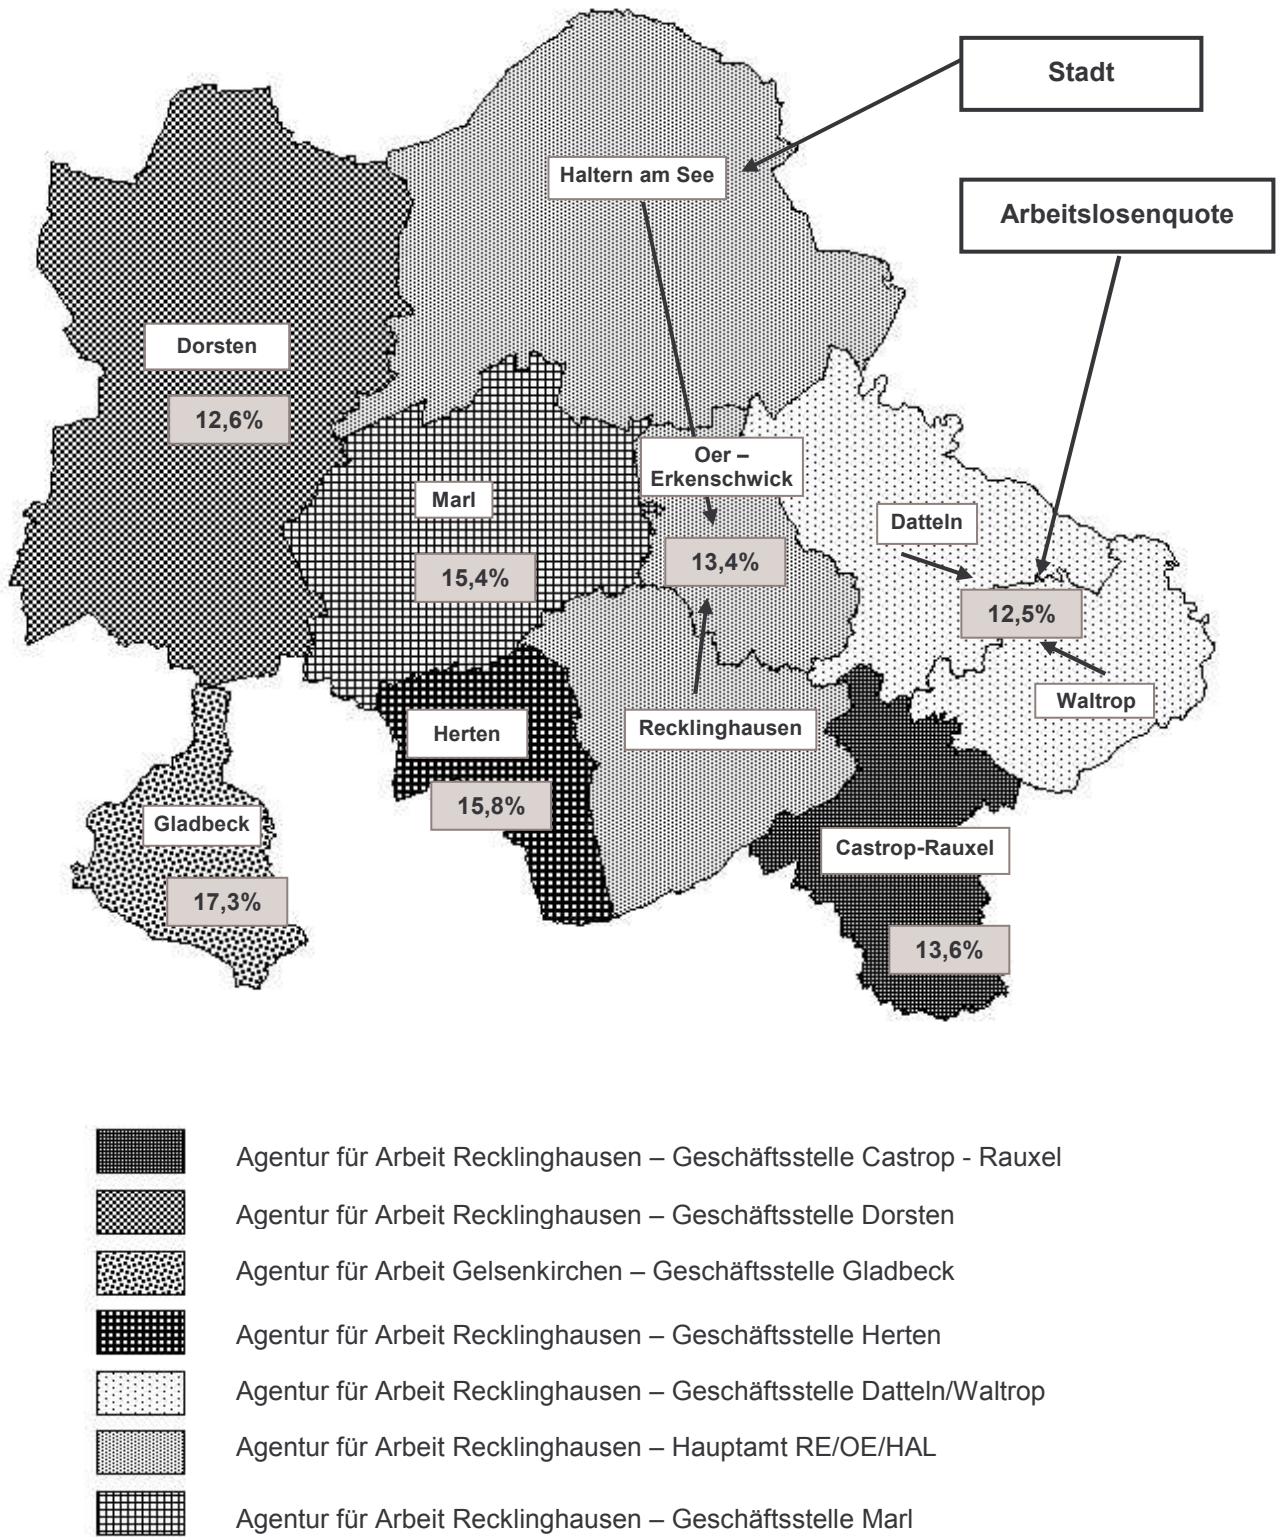 Stadt
Haltern am See
Arbeitslosenquote
Dorsten
12,6%
Oer –
Erkenschwick
Marl
Datteln
13,4%
15,4%
12,5%
Waltrop
Recklinghausen
Herten
15,8%
Gladbeck
Castrop-Rauxel
17,3%
13,6%
Agentur für Arbeit Recklinghausen – Geschäftsstelle Castrop - Rauxel
Agentur für Arbeit Recklinghausen – Geschäftsstelle Dorsten
Agentur für Arbeit Gelsenkirchen – Geschäftsstelle Gladbeck
Agentur für Arbeit Recklinghausen – Geschäftsstelle Herten
Agentur für Arbeit Recklinghausen – Geschäftsstelle Datteln/Waltrop
Agentur für Arbeit Recklinghausen – Hauptamt RE/OE/HAL
Agentur für Arbeit Recklinghausen – Geschäftsstelle Marl